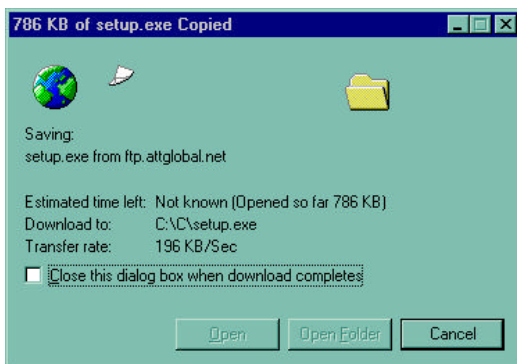 786 KB of setup.exe Copied
Saving:
setup.exe from ftp.attglobal.net
Estimated time left: Not known (Opened so far 786 KB)
Download to: C:\C\setup.exe
Transfer rate: 196 KB/Sec
Close this dialog box when download completes
Open Open Folder Cancel